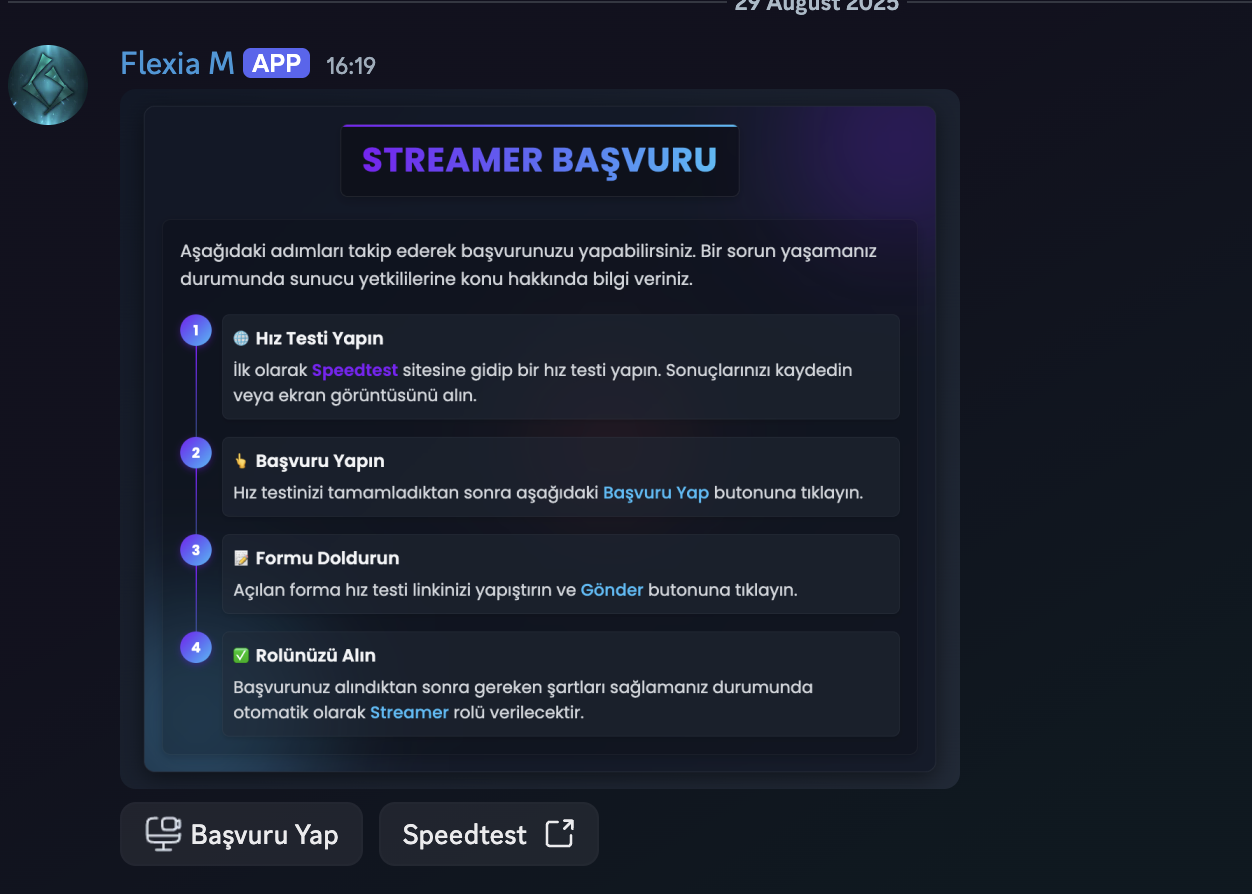 29 August 2025
Flexia M APP 16:19
STREAMER BAŞVURU
Aşağıdaki adımları takip ederek başvurunuzu yapabilirsiniz. Bir sorun yaşamanız
durumunda sunucu yetkililerine konu hakkında bilgi veriniz.
1
🌐 Hız Testi Yapın
İlk olarak Speedtest sitesine gidip bir hız testi yapın. Sonuçlarınızı kaydedin
veya ekran görüntüsünü alın.
2
👆 Başvuru Yapın
Hız testinizi tamamladıktan sonra aşağıdaki Başvuru Yap butonuna tıklayın.
3
📝 Formu Doldurun
Açılan forma hız testi linkinizi yapıştırın ve Gönder butonuna tıklayın.
4
✅ Rolünüzü Alın
Başvurunuz alındıktan sonra gereken şartları sağlamanız durumunda
otomatik olarak Streamer rolü verilecektir.
Başvuru Yap
Speedtest